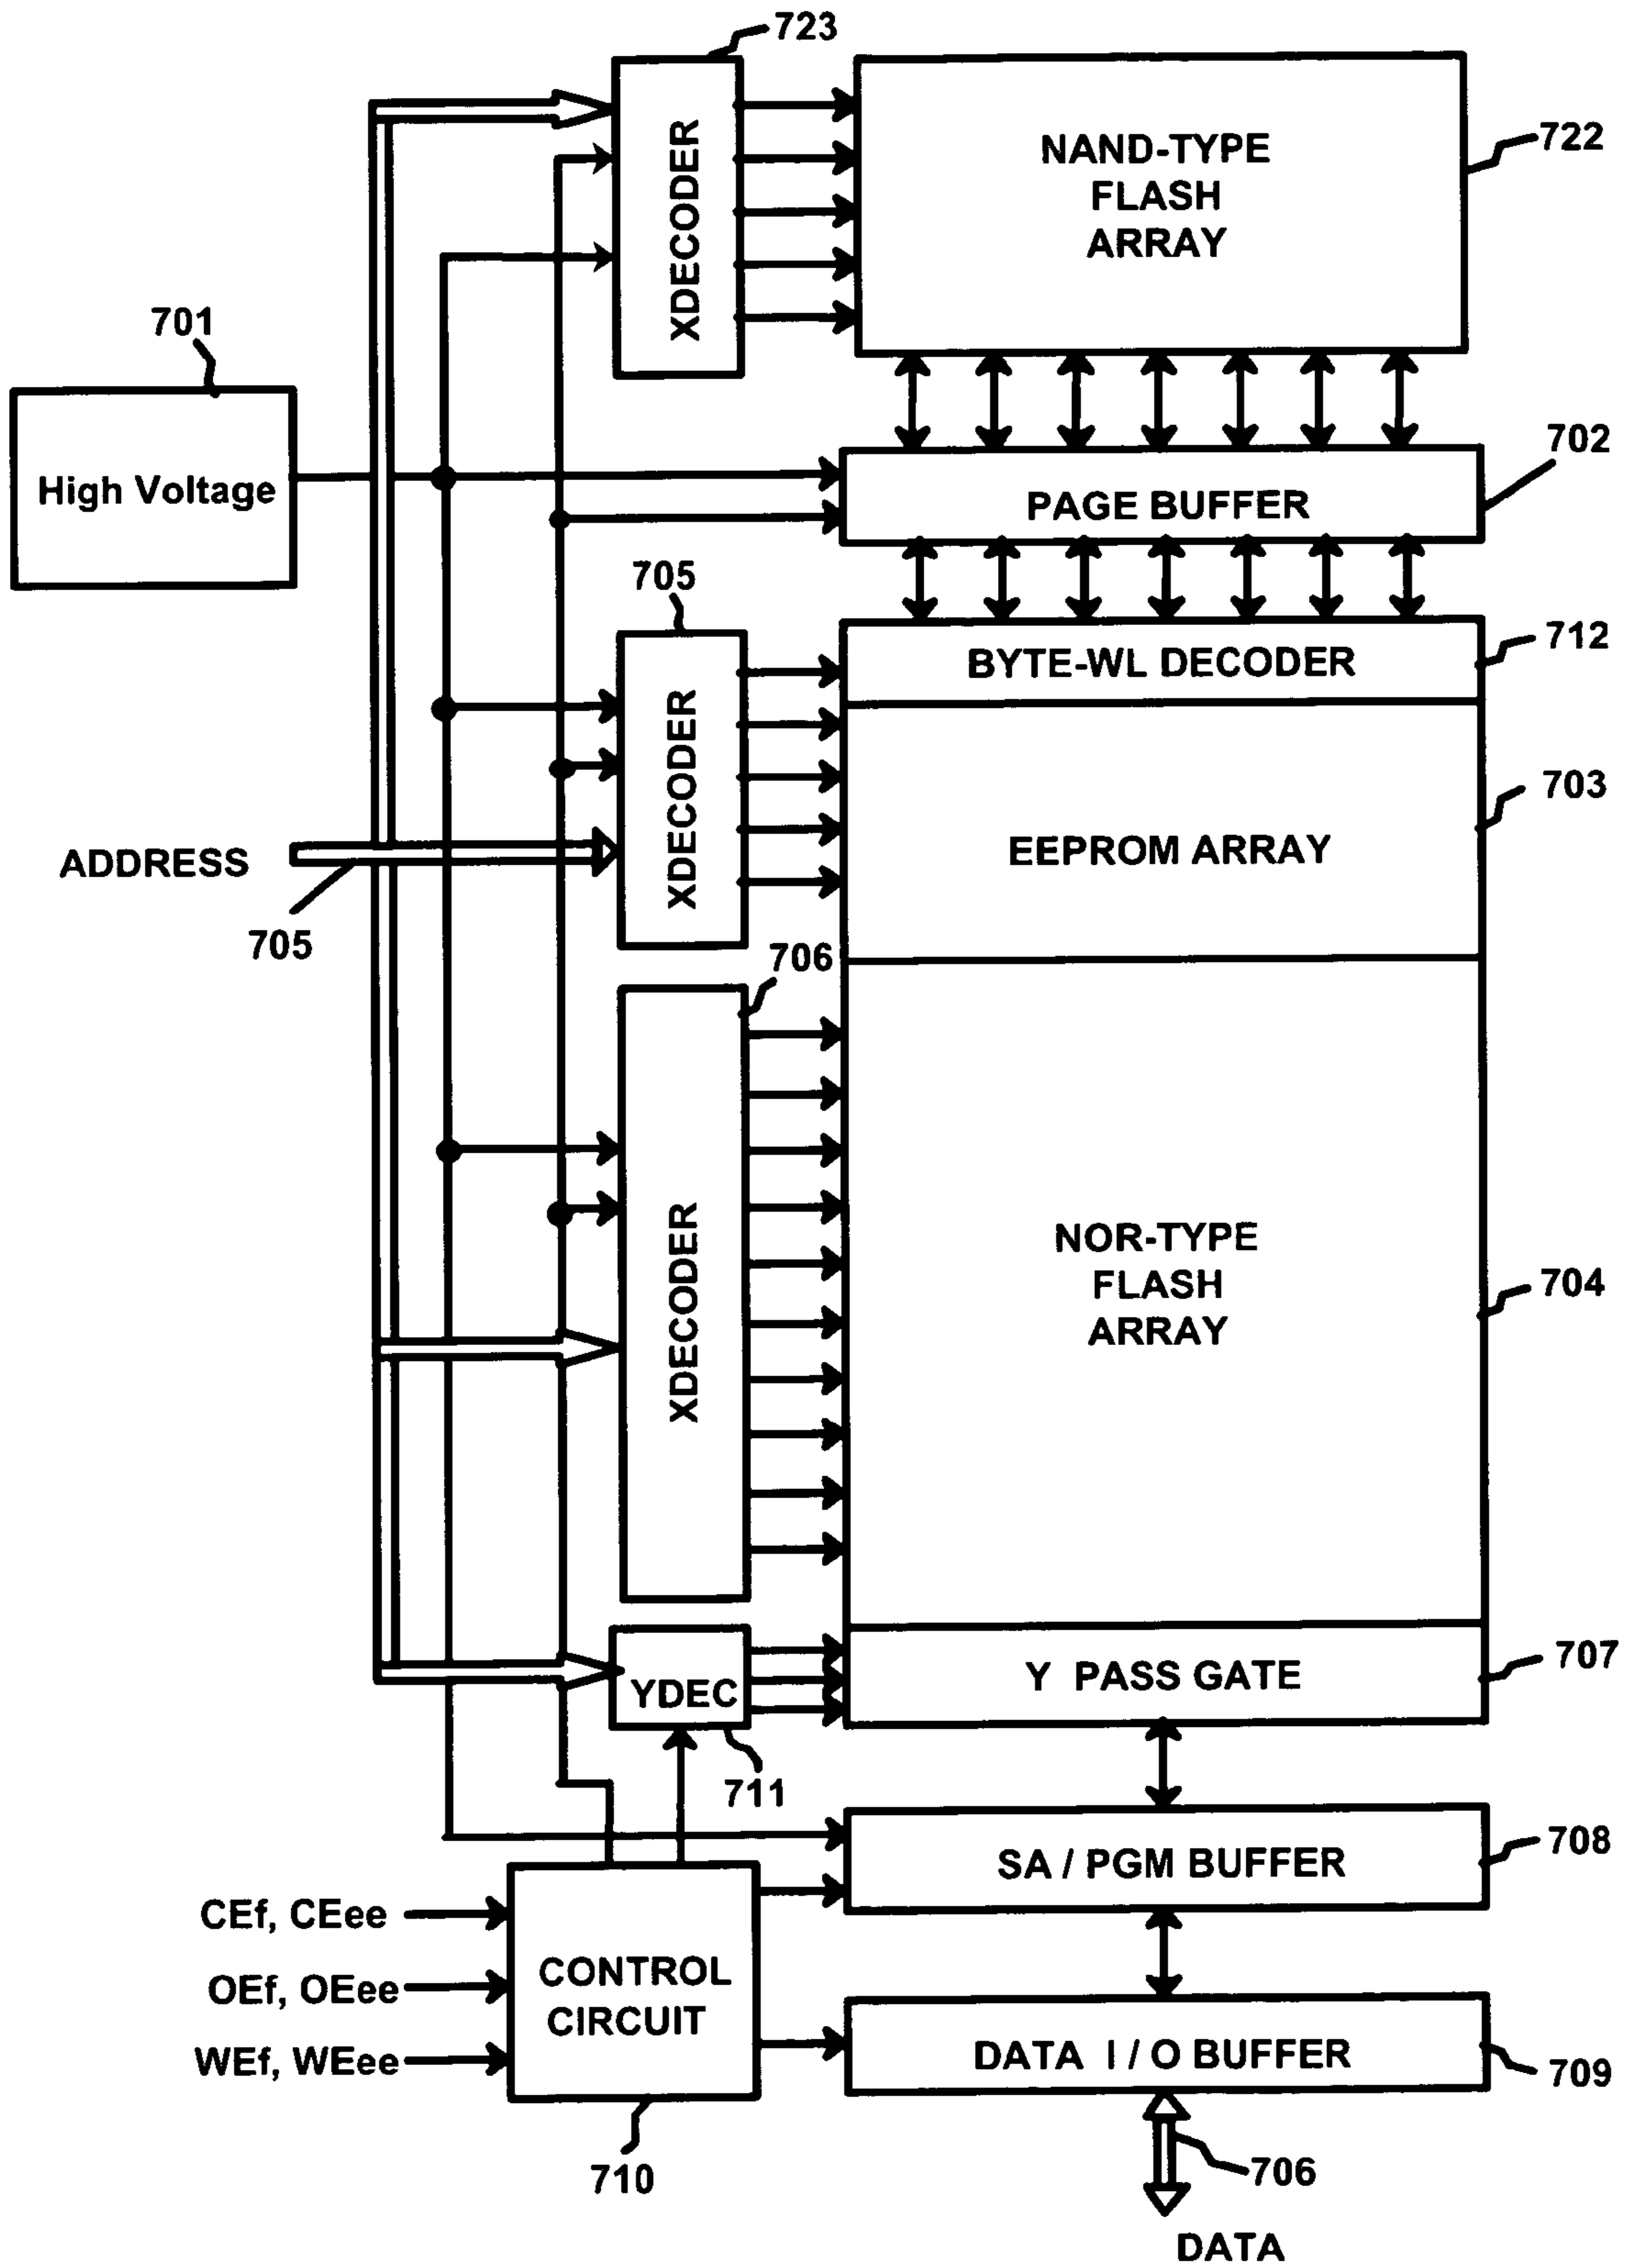 723
XDECODER
NAND-TYPE
FLASH
ARRAY
722
701
High Voltage
702
PAGE BUFFER
705
712
BYTE-WL DECODER
XDECODER
703
EEPROM ARRAY
ADDRESS
705
706
XDECODER
NOR-TYPE
FLASH
ARRAY
704
YDEC
Y PASS GATE
707
711
708
SA / PGM BUFFER
CEf, CEee
OEf, OEee
WEf, WEee
CONTROL
CIRCUIT
DATA I / O BUFFER
709
710
706
DATA